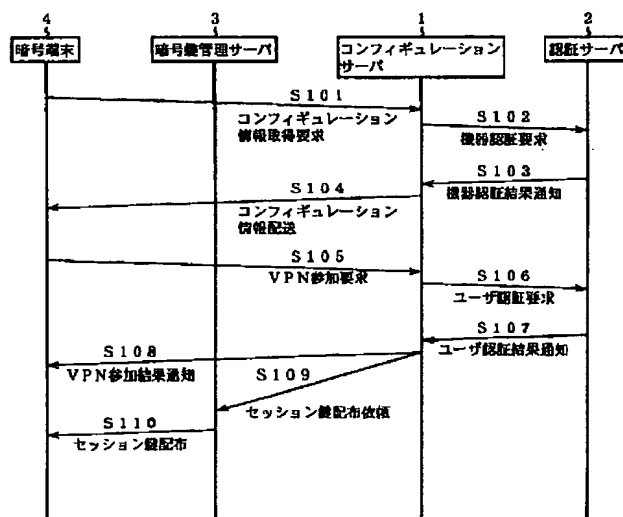 4
3
1
2
暗号端末
暗号鍵管理サーバ
コンフィギュレーション
サーバ
認証サーバ
S101
コンフィギュレーション
情報取得要求
S102
機器認証要求
S103
機器認証結果通知
S104
コンフィギュレーション
情報配送
S105
VPN参加要求
S106
ユーザ認証要求
S107
ユーザ認証結果通知
S108
VPN参加結果通知
S109
セッション鍵配布依頼
S110
セッション鍵配布